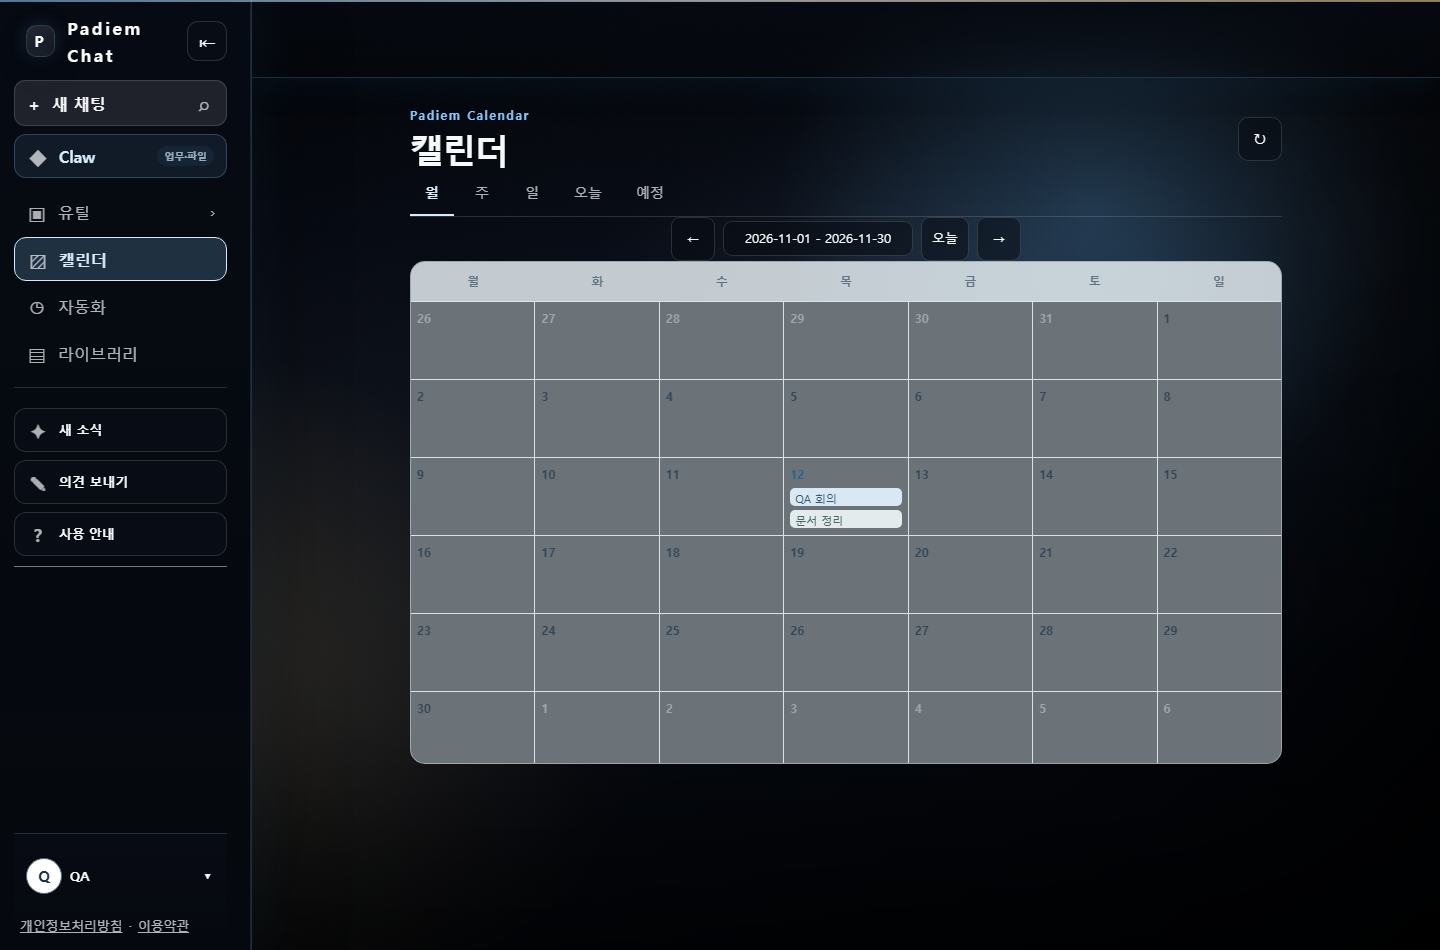 P
Padiem
Chat
⇤
+ 새 채팅
Claw 업무·파일
유틸 ›
캘린더
자동화
라이브러리
새 소식
의견 보내기
? 사용 안내
Q QA ▼
개인정보처리방침 · 이용약관
Padiem Calendar
캘린더
↻
월 주 일 오늘 예정
← 2026-11-01 - 2026-11-30 오늘 →
월 화 수 목 금 토 일
26 27 28 29 30 31 1
2 3 4 5 6 7 8
9 10 11 12 13 14 15
QA 회의
문서 정리
16 17 18 19 20 21 22
23 24 25 26 27 28 29
30 1 2 3 4 5 6